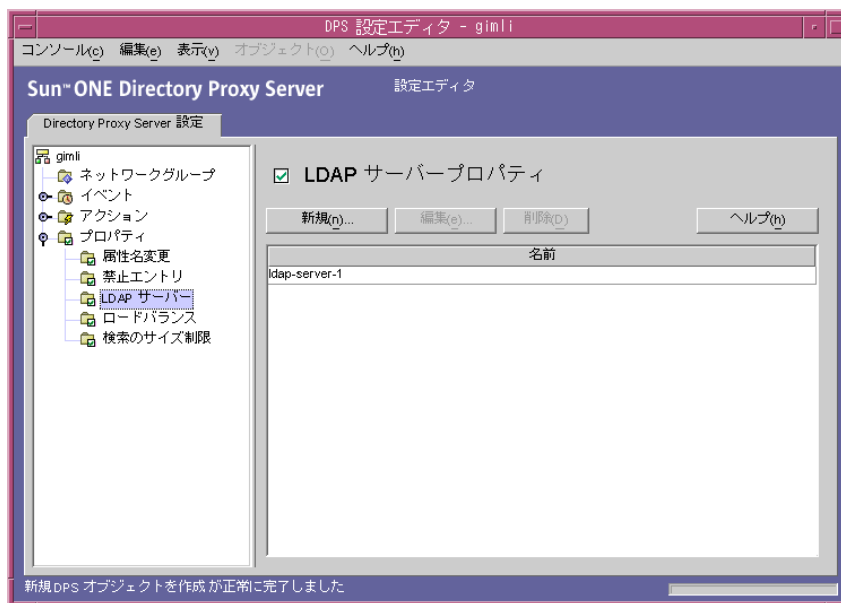 DPS 設定エディタ - gimli
コンソール(c) 編集(e) 表示(v) オブジェクト(o) ヘルプ(h)
Sun™ ONE Directory Proxy Server 設定エディタ
Directory Proxy Server 設定
gimli
ネットワークグループ
イベント
アクション
プロパティ
属性名変更
禁止エントリ
LDAP サーバー
ロードバランス
検索のサイズ制限
LDAP サーバープロパティ
新規(n)... 編集(e)... 削除(D) ヘルプ(h)
名前
ldap-server-1
新規DPS オブジェクトを作成 が正常に完了しました